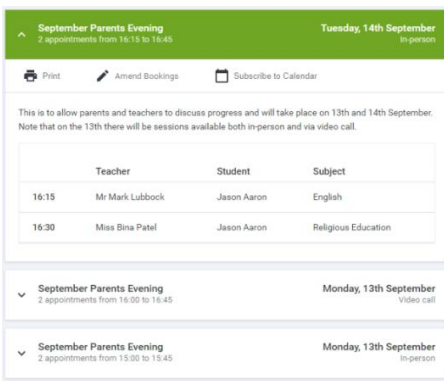 September Parents Evening Tuesday, 14th September
2 appointments from 16:15 to 16:45 In-person
Print Amend Bookings Subscribe to Calendar
This is to allow parents and teachers to discuss progress and will take place on 13th and 14th September.
Note that on the 13th there will be sessions available both in-person and via video call.
Teacher Student Subject
16:15 Mr Mark Lubbock Jason Aaron English
16:30 Miss Bina Patel Jason Aaron Religious Education
September Parents Evening Monday, 13th September
2 appointments from 16:00 to 16:45 Video call
September Parents Evening Monday, 13th September
2 appointments from 15:00 to 15:45 In-person